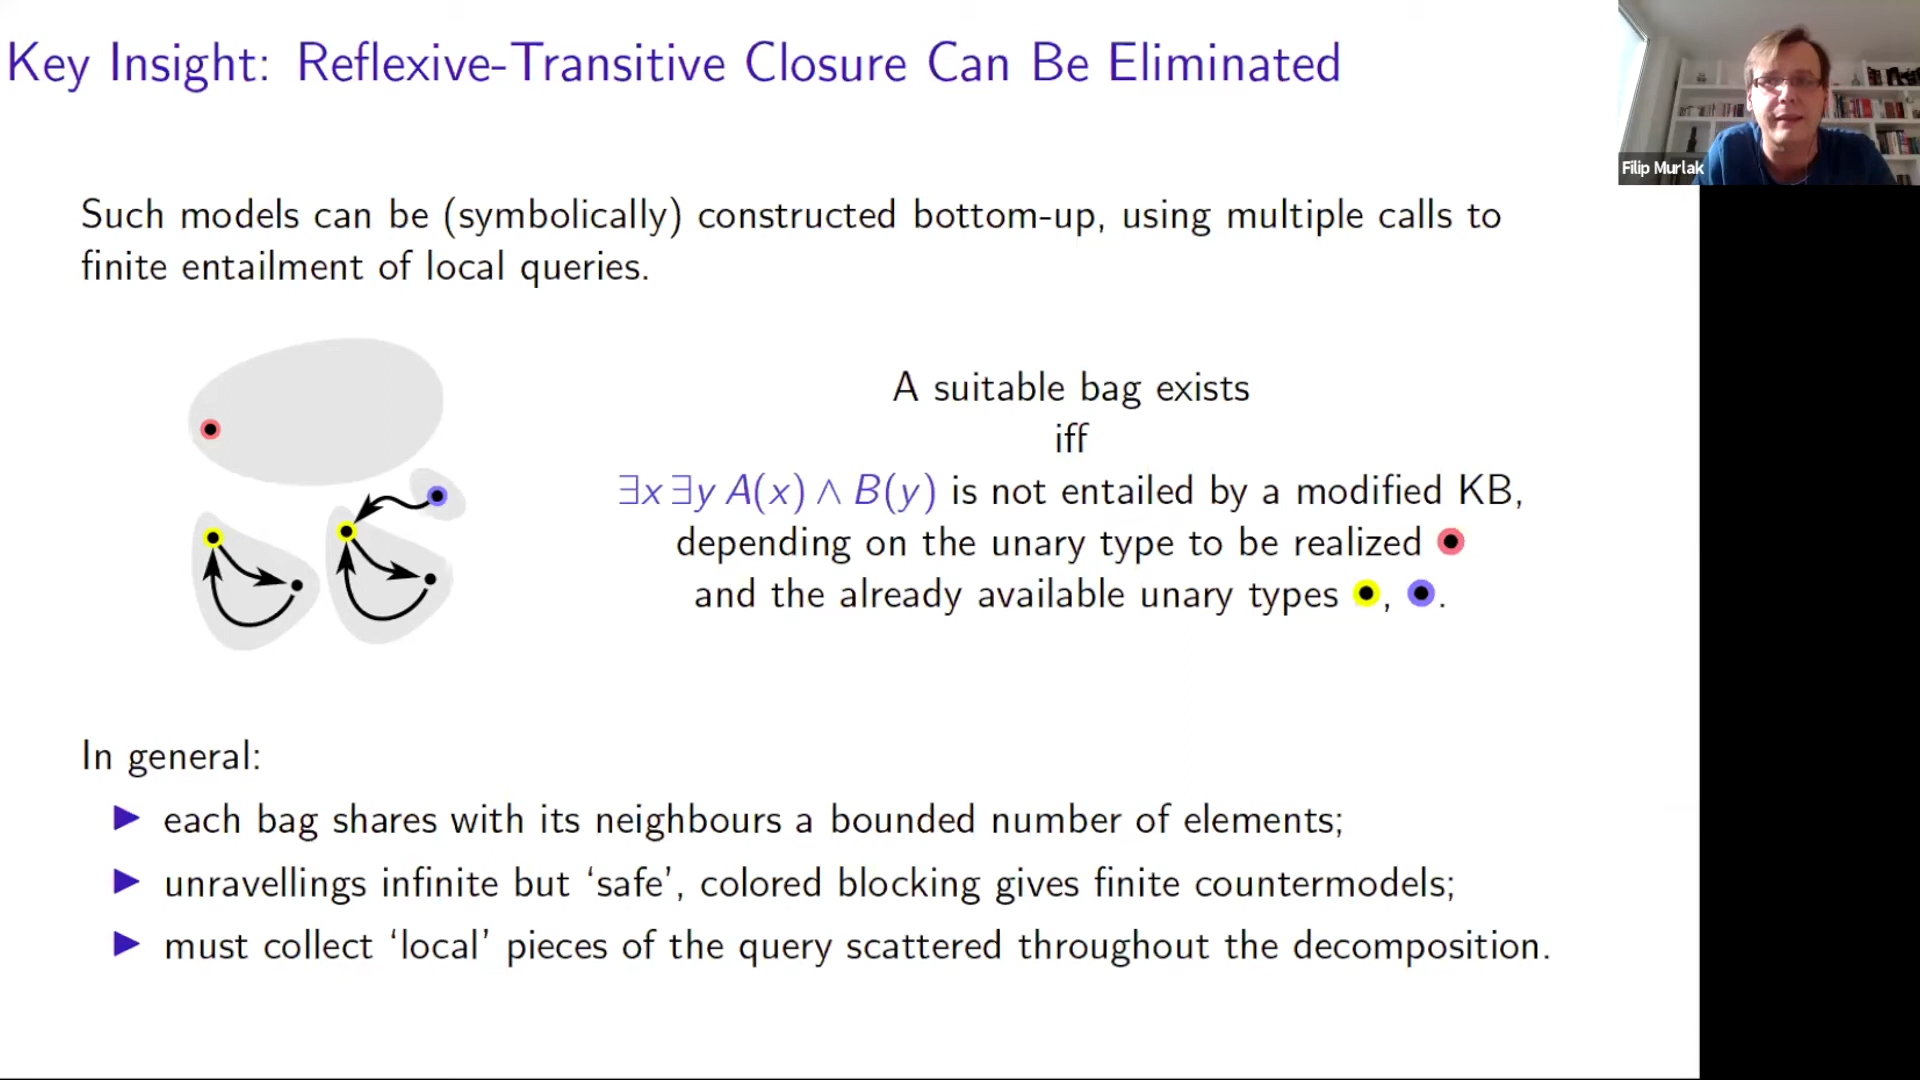 Key Insight: Reflexive-Transitive Closure Can Be Eliminated
Filip Murlak
Such models can be (symbolically) constructed bottom-up, using multiple calls to
finite entailment of local queries.
A suitable bag exists
iff
∃x ∃y A(x) ∧ B(y) is not entailed by a modified KB,
depending on the unary type to be realized
and the already available unary types , .
In general:
each bag shares with its neighbours a bounded number of elements;
unravellings infinite but ‘safe’, colored blocking gives finite countermodels;
must collect ‘local’ pieces of the query scattered throughout the decomposition.